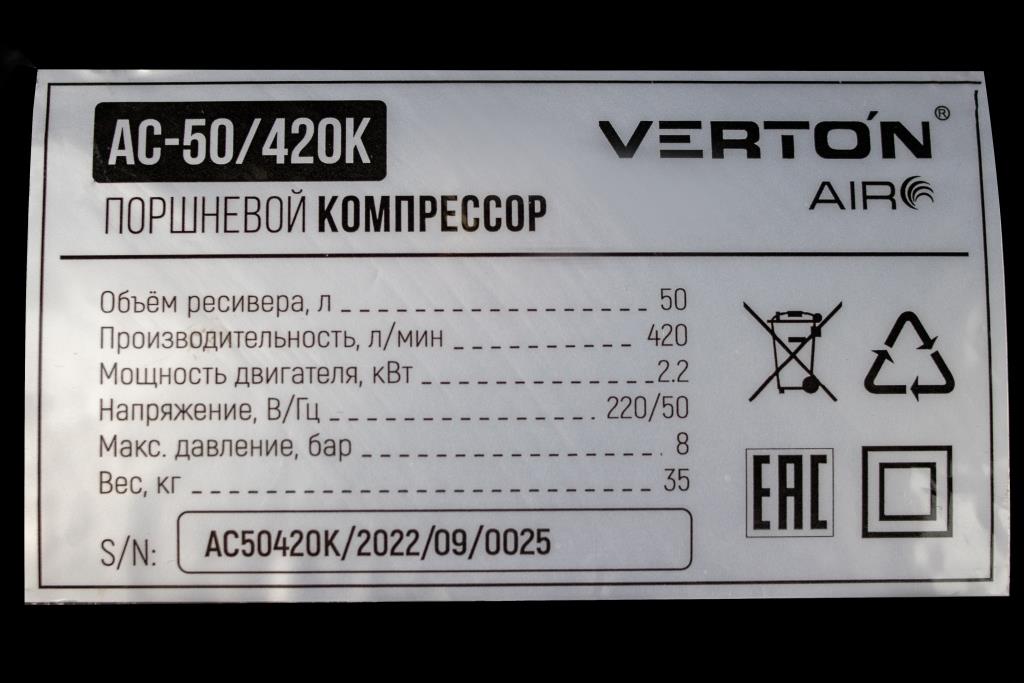 AC-50/420K
VERTO'N®
AIR
ПОРШНЕВОЙ КОМПРЕССОР
Объём ресивера, л 50
Производительность, л/мин 420
Мощность двигателя, кВт 2.2
Напряжение, В/Гц 220/50
Макс. давление, бар 8
Вес, кг 35
EAC
S/N: AC50420K/2022/09/0025